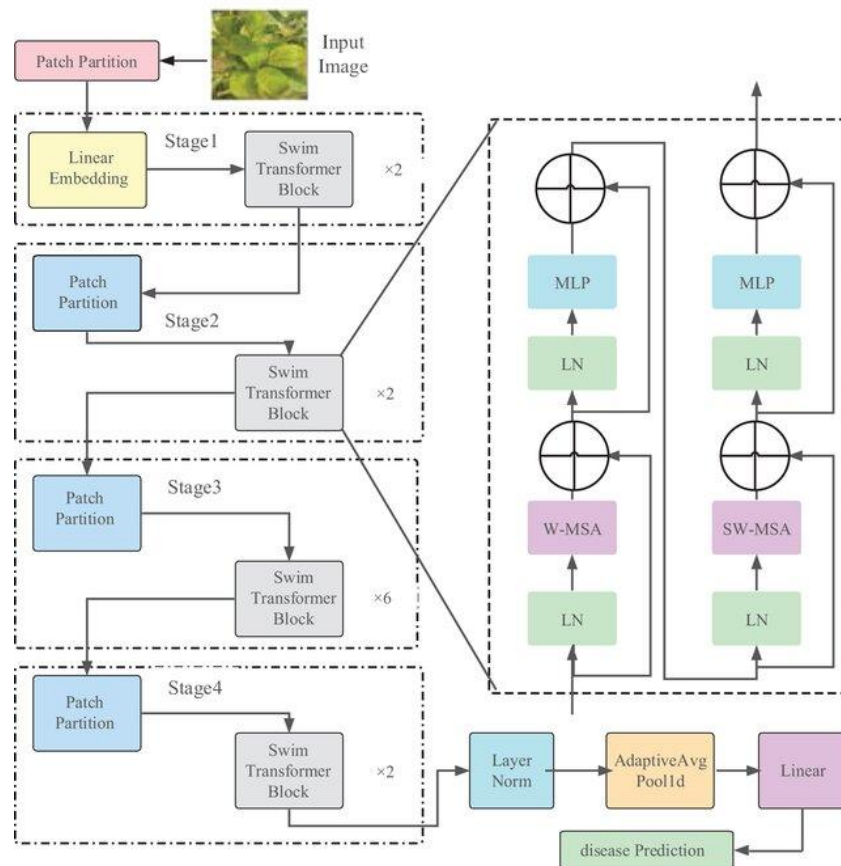 Input
Image
Patch Partition
Stage1
Linear
Embedding
Swim
Transformer
Block
×2
Patch
Partition
Stage2
Swim
Transformer
Block
×2
Patch
Partition
Stage3
Swim
Transformer
Block
×6
Patch
Partition
Stage4
Swim
Transformer
Block
×2
MLP
LN
W-MSA
LN
MLP
LN
SW-MSA
LN
Layer
Norm
AdaptiveAvg
Pool1d
Linear
disease Prediction